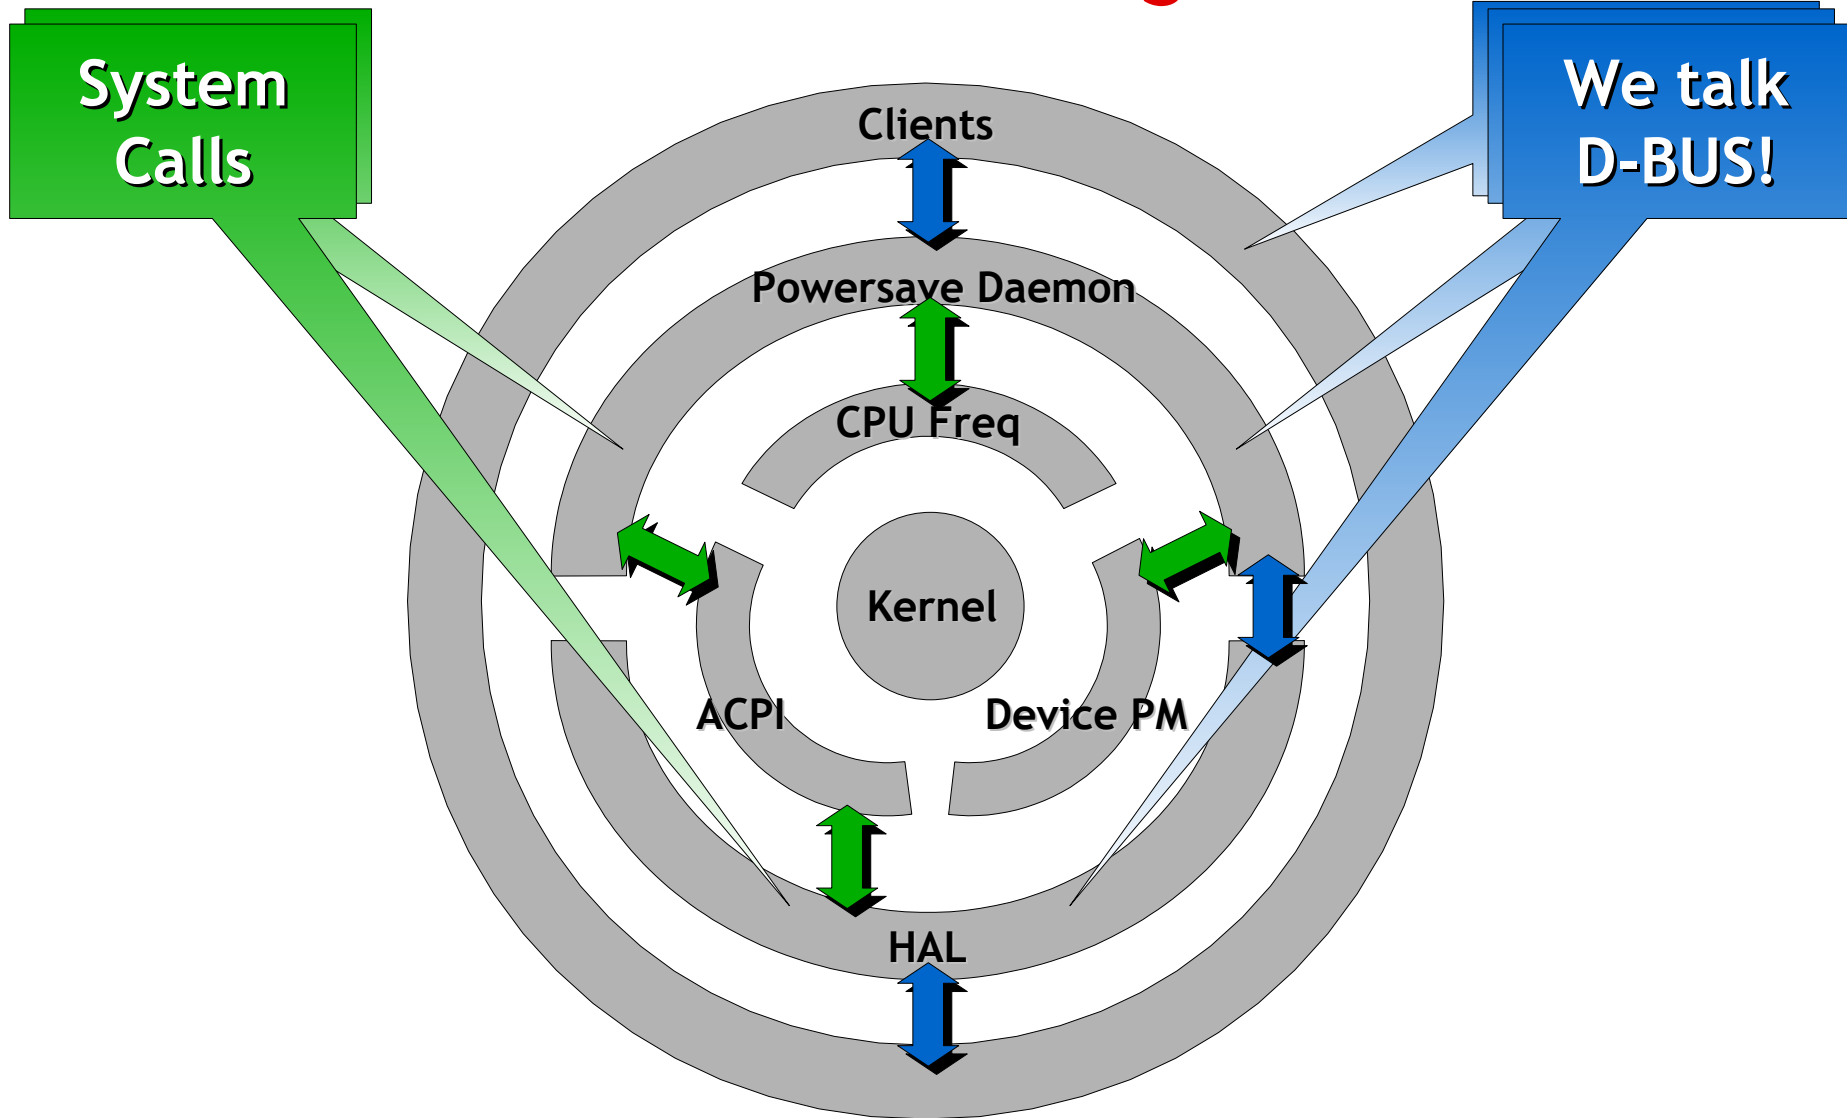 System
Calls
We talk
D-BUS!
Clients
Powersave Daemon
CPU Freq
Kernel
ACPI
Device PM
HAL